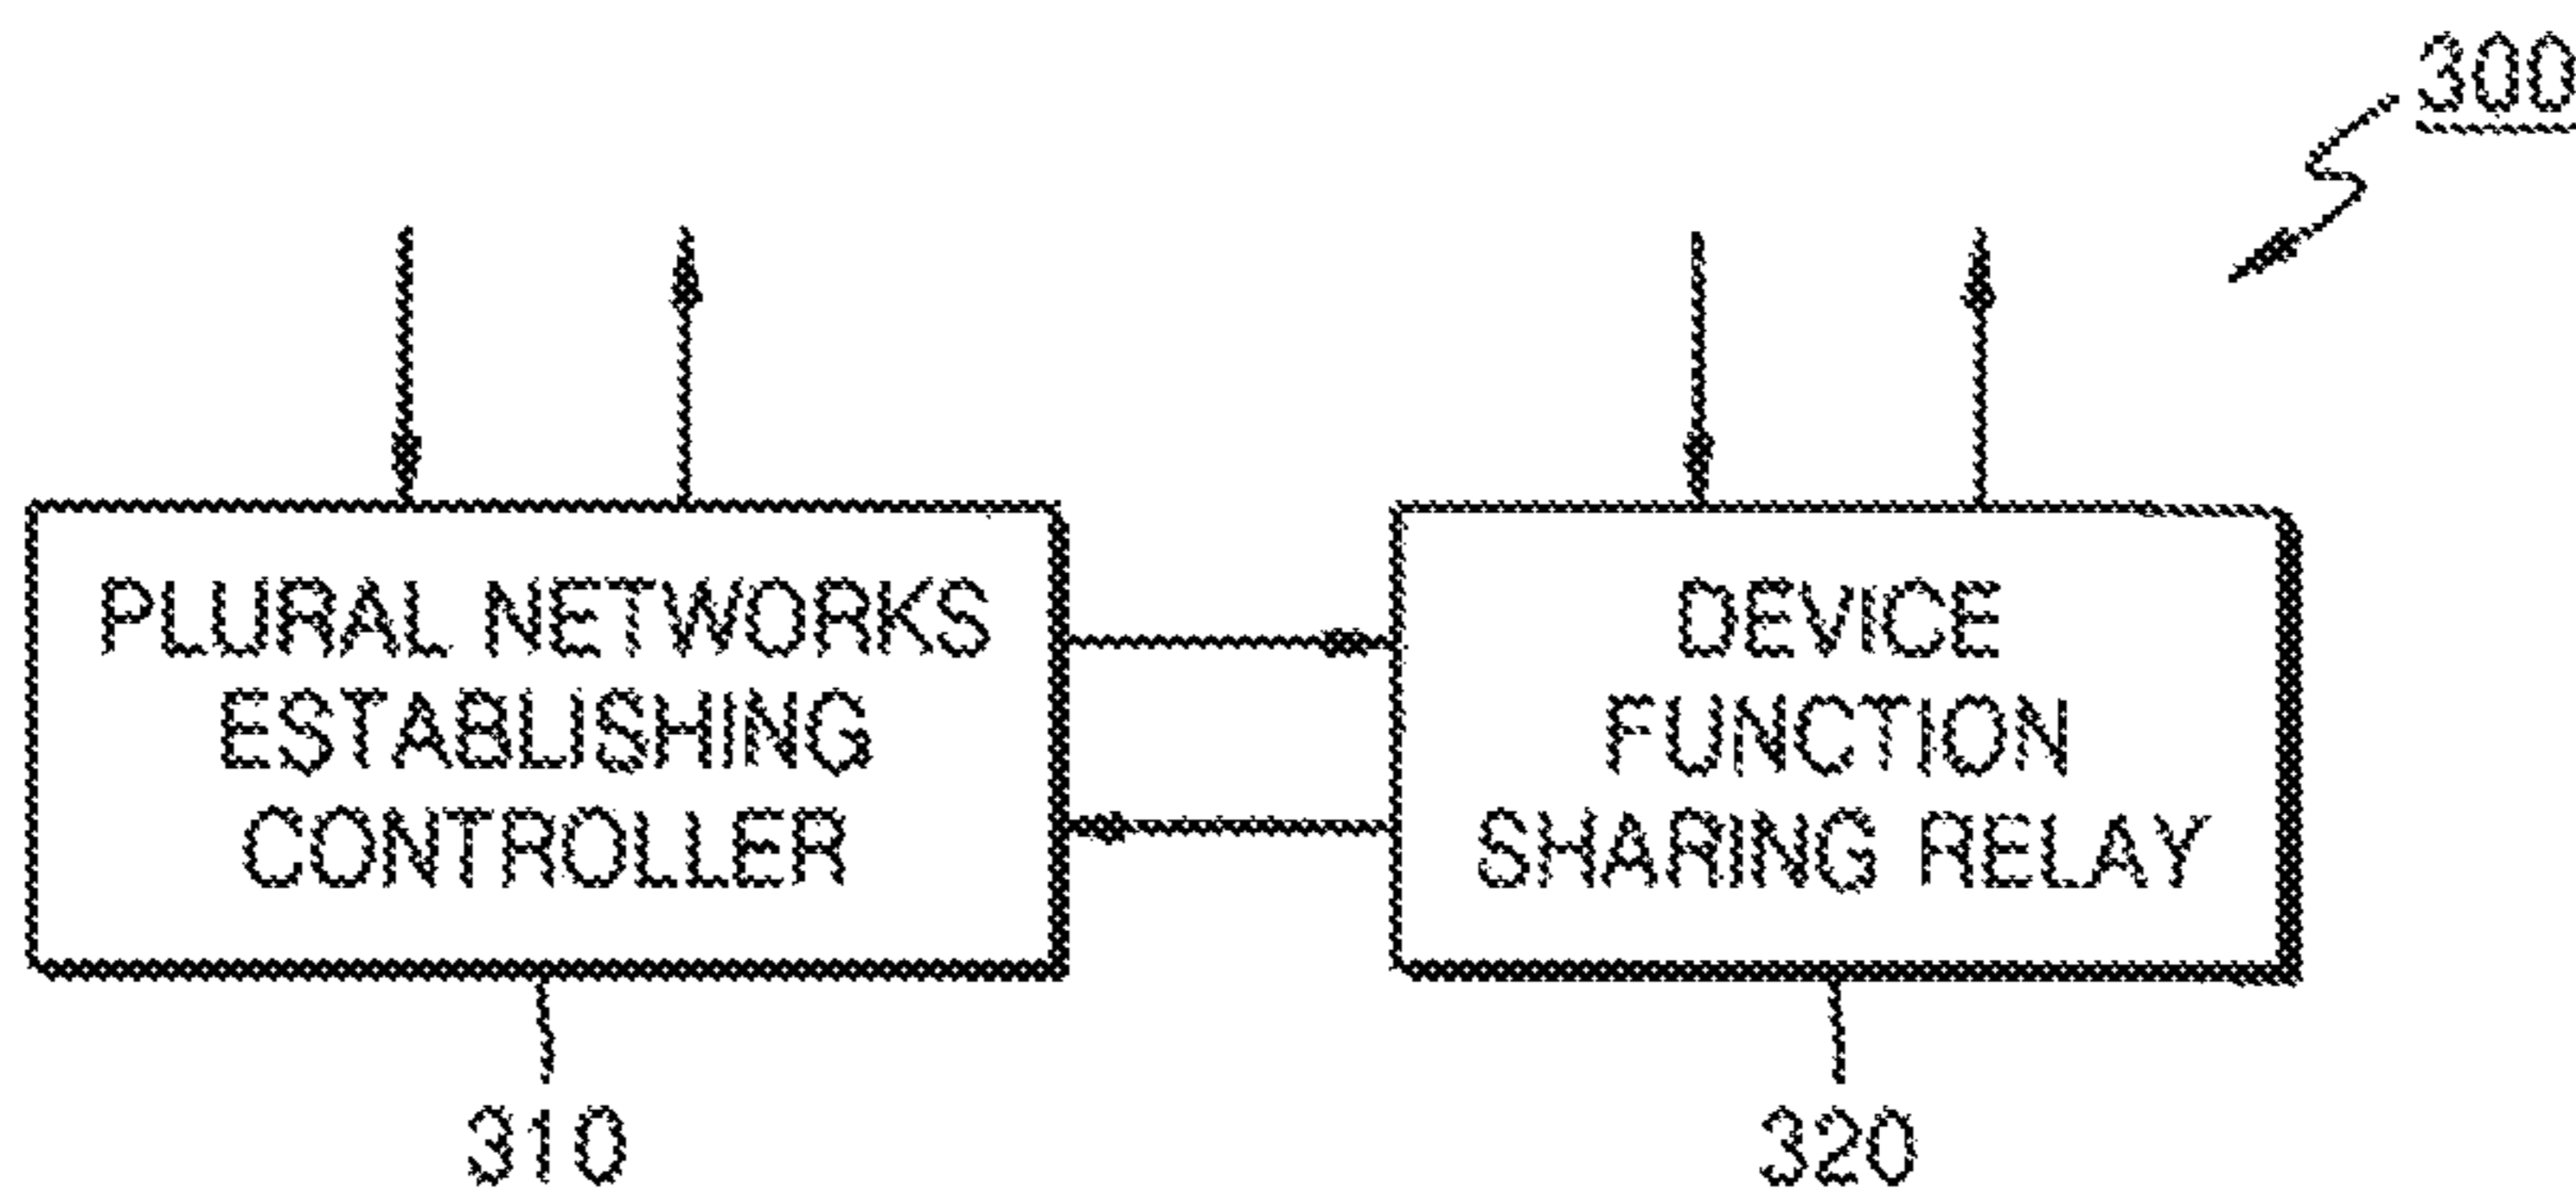 300
PLURAL NETWORKS
ESTABLISHING
CONTROLLER
DEVICE
FUNCTION
SHARING RELAY
310
320